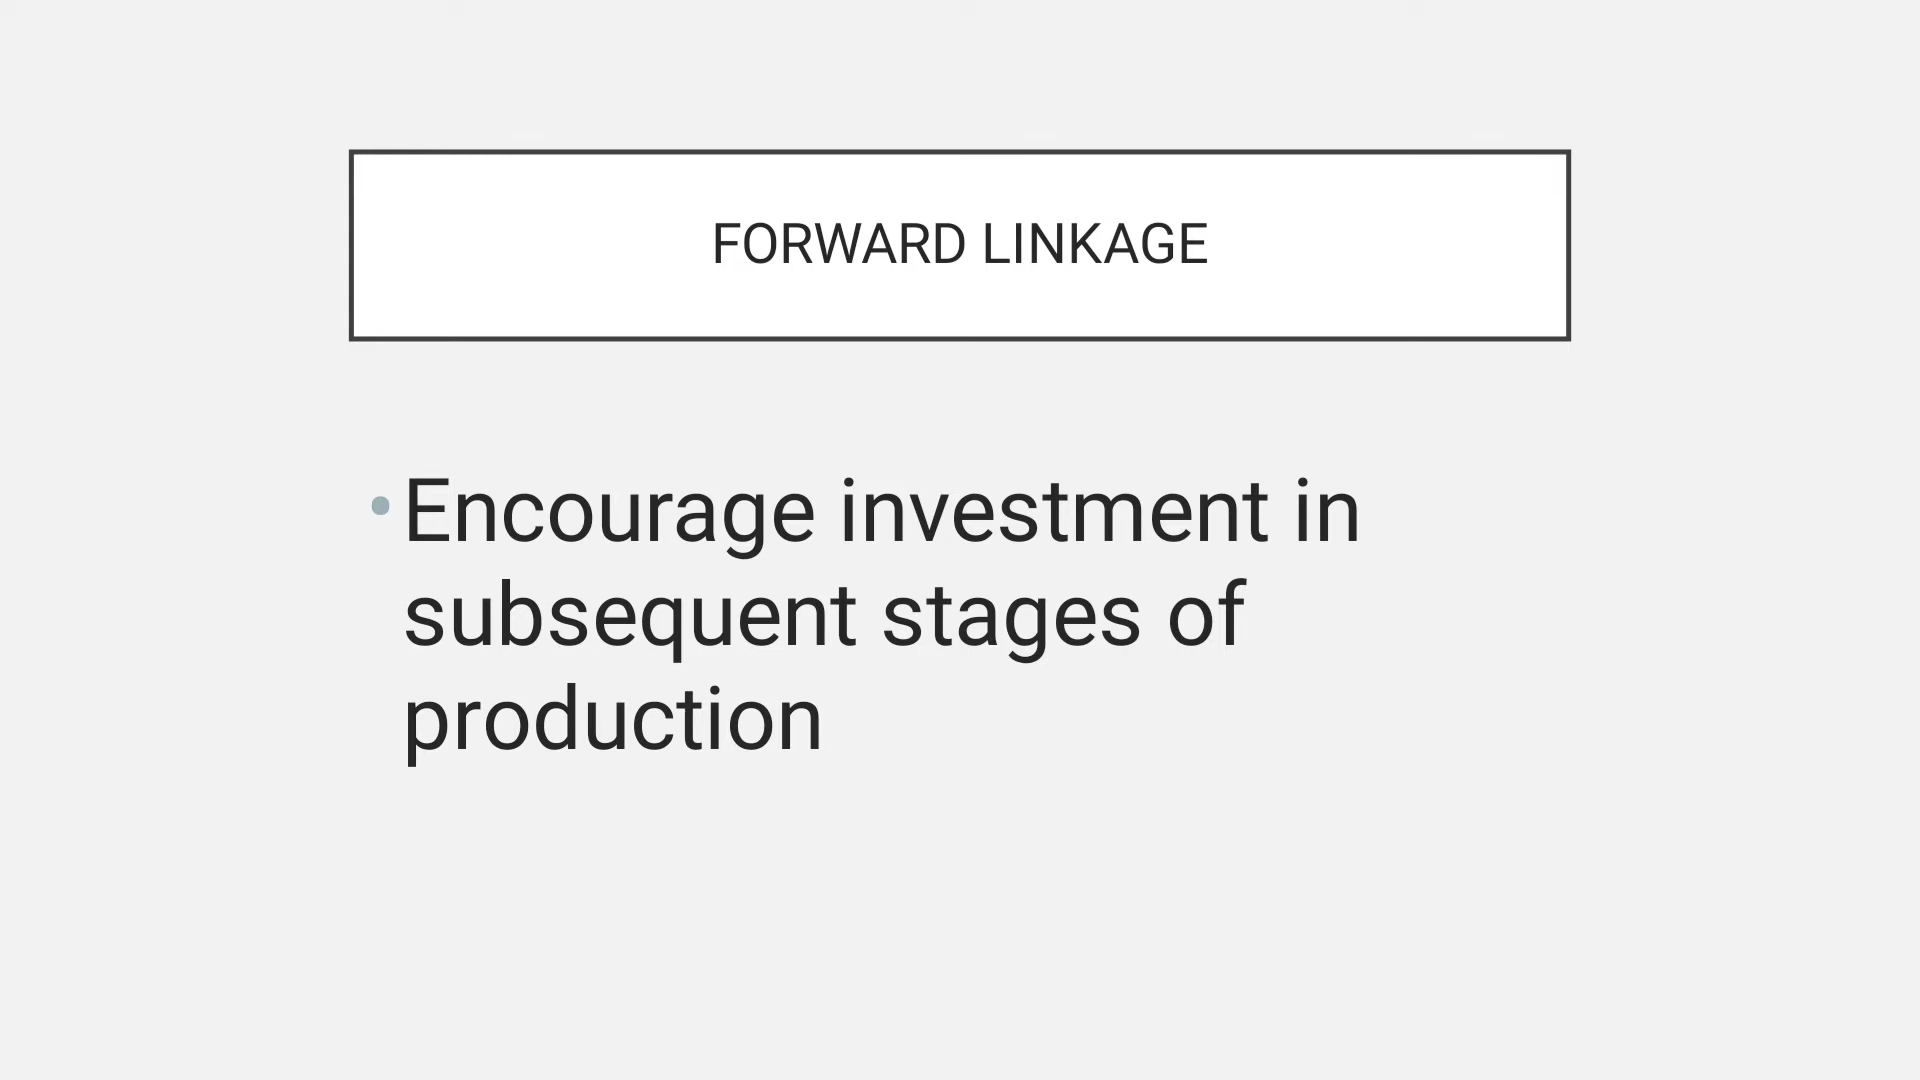 FORWARD LINKAGE
• Encourage investment in
subsequent stages of
production